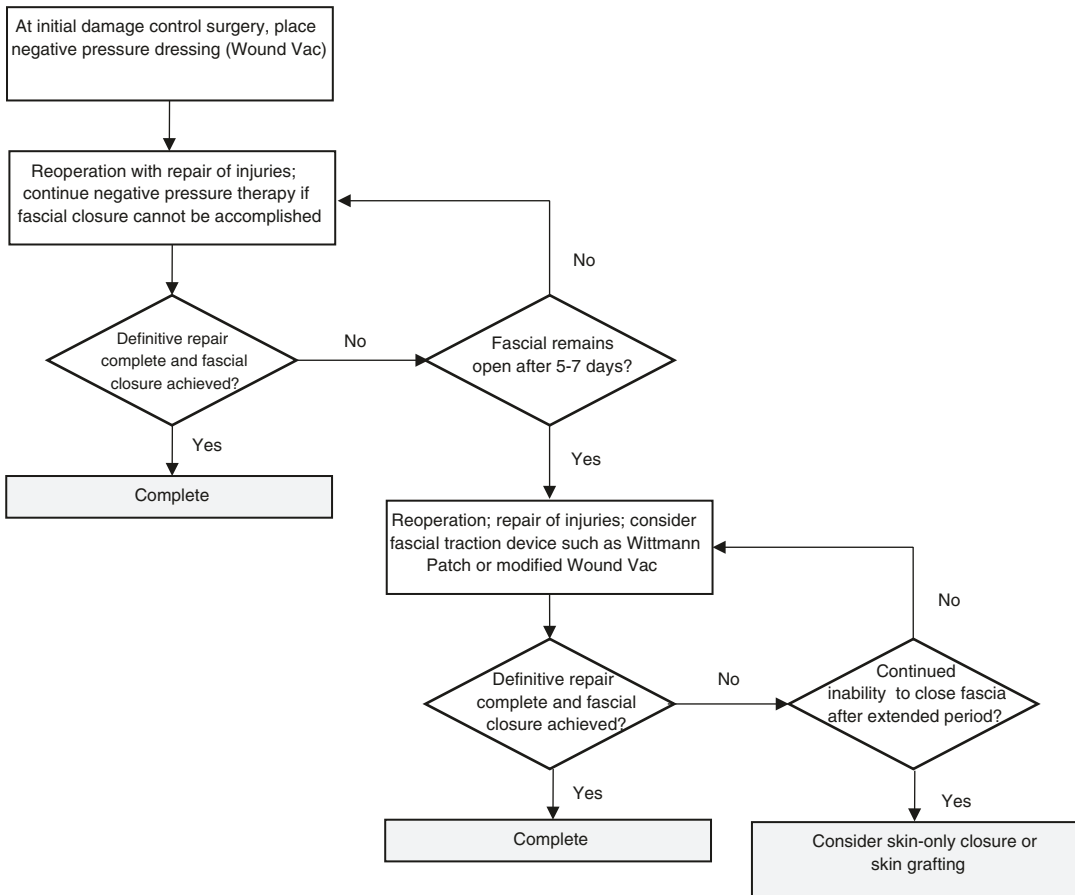 At initial damage control surgery, place
negative pressure dressing (Wound Vac)
Reoperation with repair of injuries;
continue negative pressure therapy if
fascial closure cannot be accomplished
No
Definitive repair
complete and fascial
closure achieved?
No
Fascial remains
open after 5-7 days?
Yes
Yes
Complete
Reoperation; repair of injuries; consider
fascial traction device such as Wittmann
Patch or modified Wound Vac
No
Definitive repair
complete and fascial
closure achieved?
No
Continued
inability to close fascia
after extended period?
Yes
Yes
Complete
Consider skin-only closure or
skin grafting